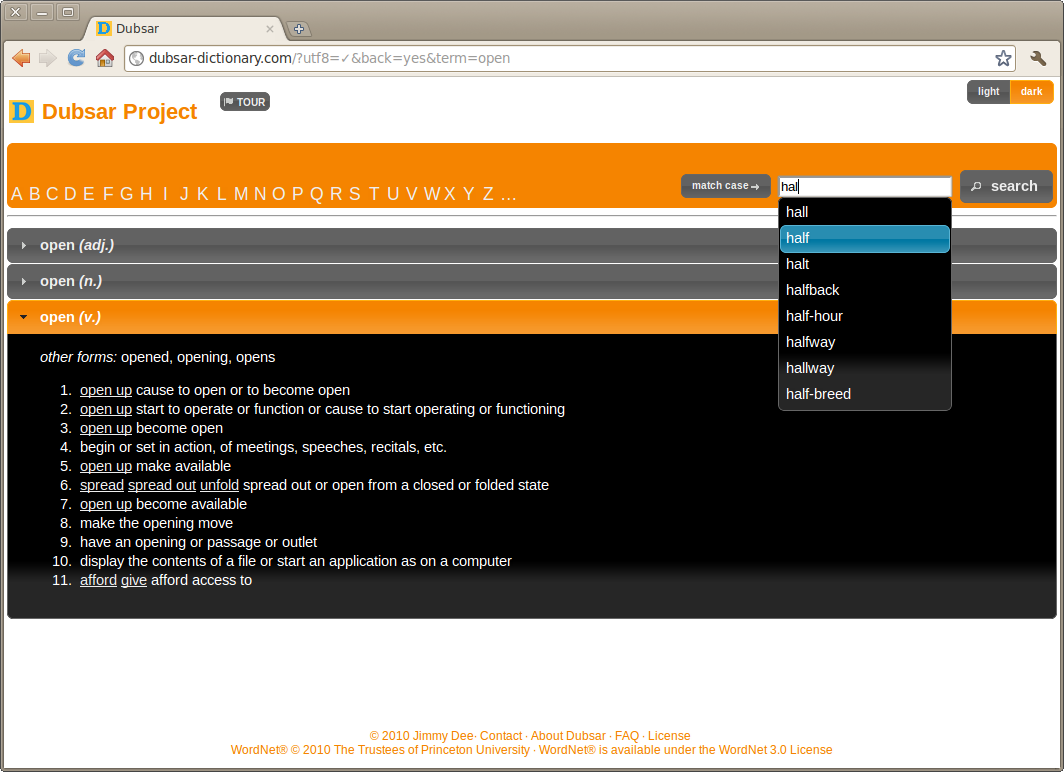 Dubsar
dubsar-dictionary.com/?utf8=✓&back=yes&term=open
light dark
D Dubsar Project TOUR
A B C D E F G H I J K L M N O P Q R S T U V W X Y Z ...
match case→ hal search
hall
half
halt
halfback
half-hour
halfway
hallway
half-breed
open (adj.)
open (n.)
open (v.)
other forms: opened, opening, opens
1. open up cause to open or to become open
2. open up start to operate or function or cause to start operating or functioning
3. open up become open
4. begin or set in action, of meetings, speeches, recitals, etc.
5. open up make available
6. spread spread out unfold spread out or open from a closed or folded state
7. open up become available
8. make the opening move
9. have an opening or passage or outlet
10. display the contents of a file or start an application as on a computer
11. afford give afford access to
© 2010 Jimmy Dee· Contact · About Dubsar · FAQ · License
WordNet® © 2010 The Trustees of Princeton University · WordNet® is available under the WordNet 3.0 License